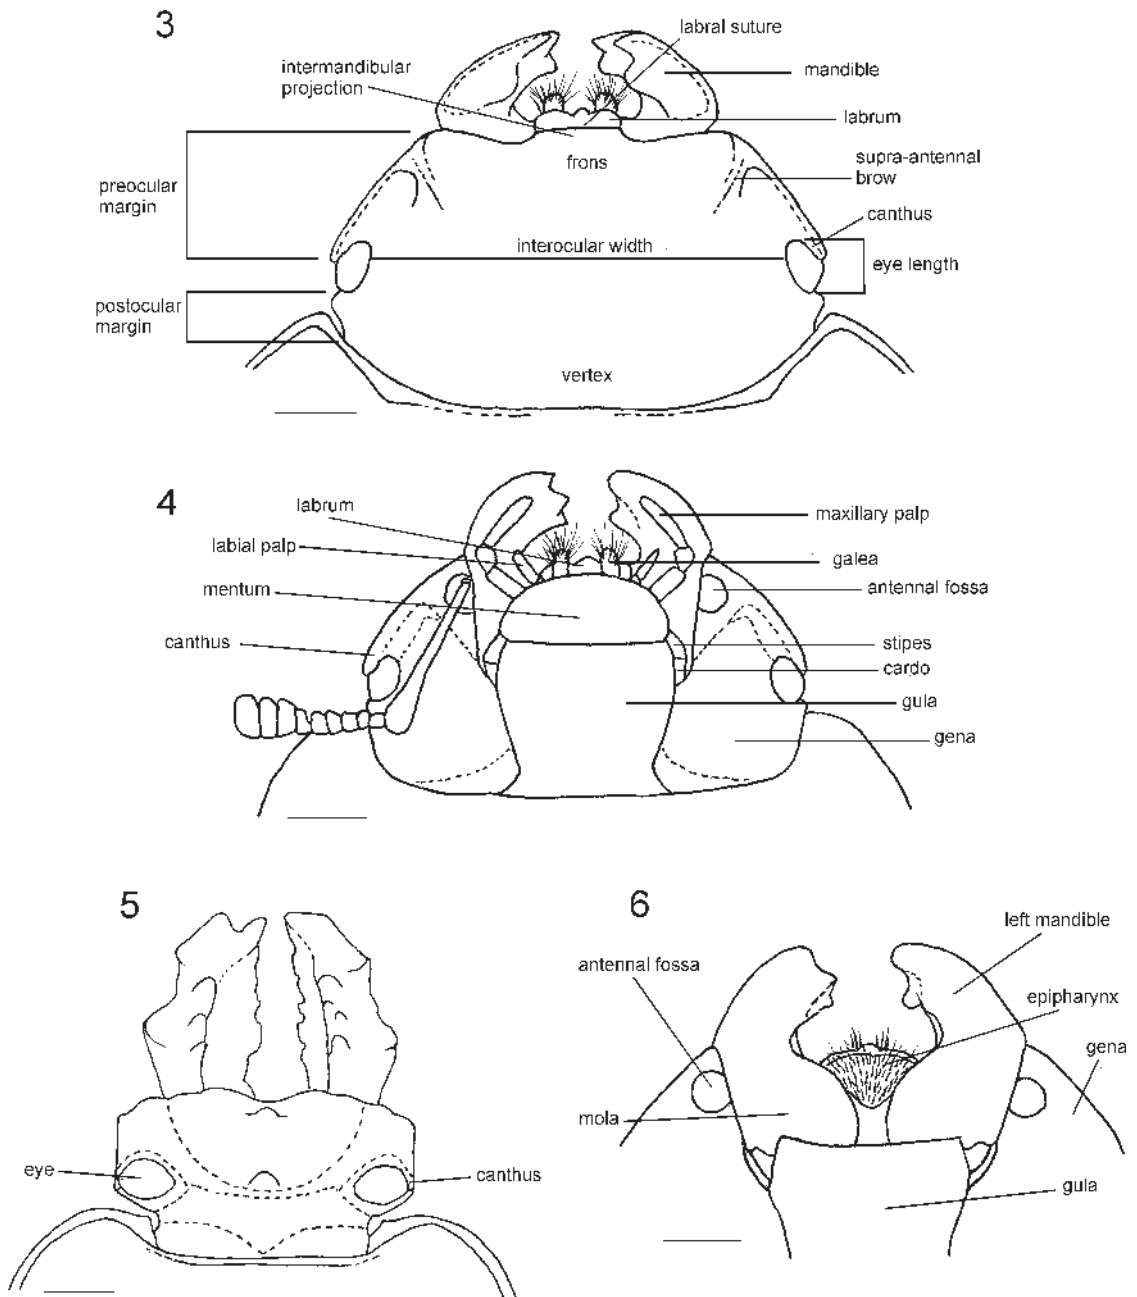 3
labral suture
intermandibular
projection
mandible
labrum
frons
supra-antennal
brow
preocular
margin
canthus
interocular width
eye length
postocular
margin
vertex
4
labrum
maxillary palp
labial palp
galea
mentum
antennal fossa
canthus
stipes
cardo
gula
gena
5
eye
canthus
6
left mandible
antennal fossa
epipharynx
gena
mola
gula